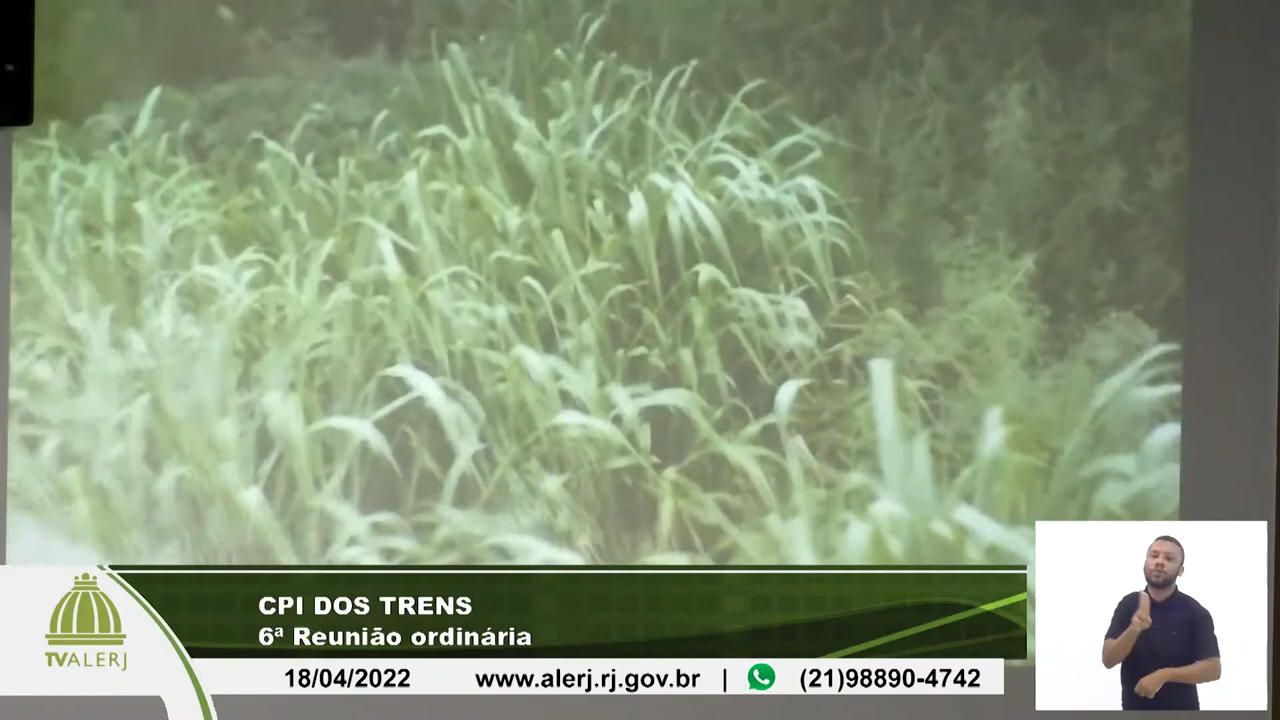 CPI DOS TRENS
6ª Reunião ordinária
TVALERJ
18/04/2022 www.alerj.rj.gov.br | (21)98890-4742